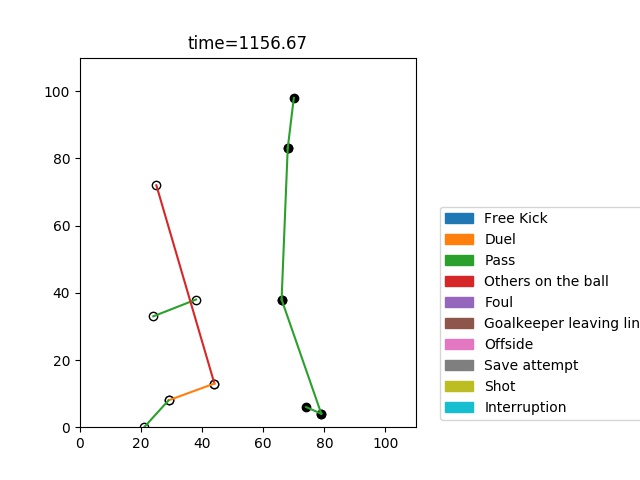 time=1156.67
100
80
60
40
20
0
0 20 40 60 80 100
Free Kick
Duel
Pass
Others on the ball
Foul
Goalkeeper leaving lin
Offside
Save attempt
Shot
Interruption